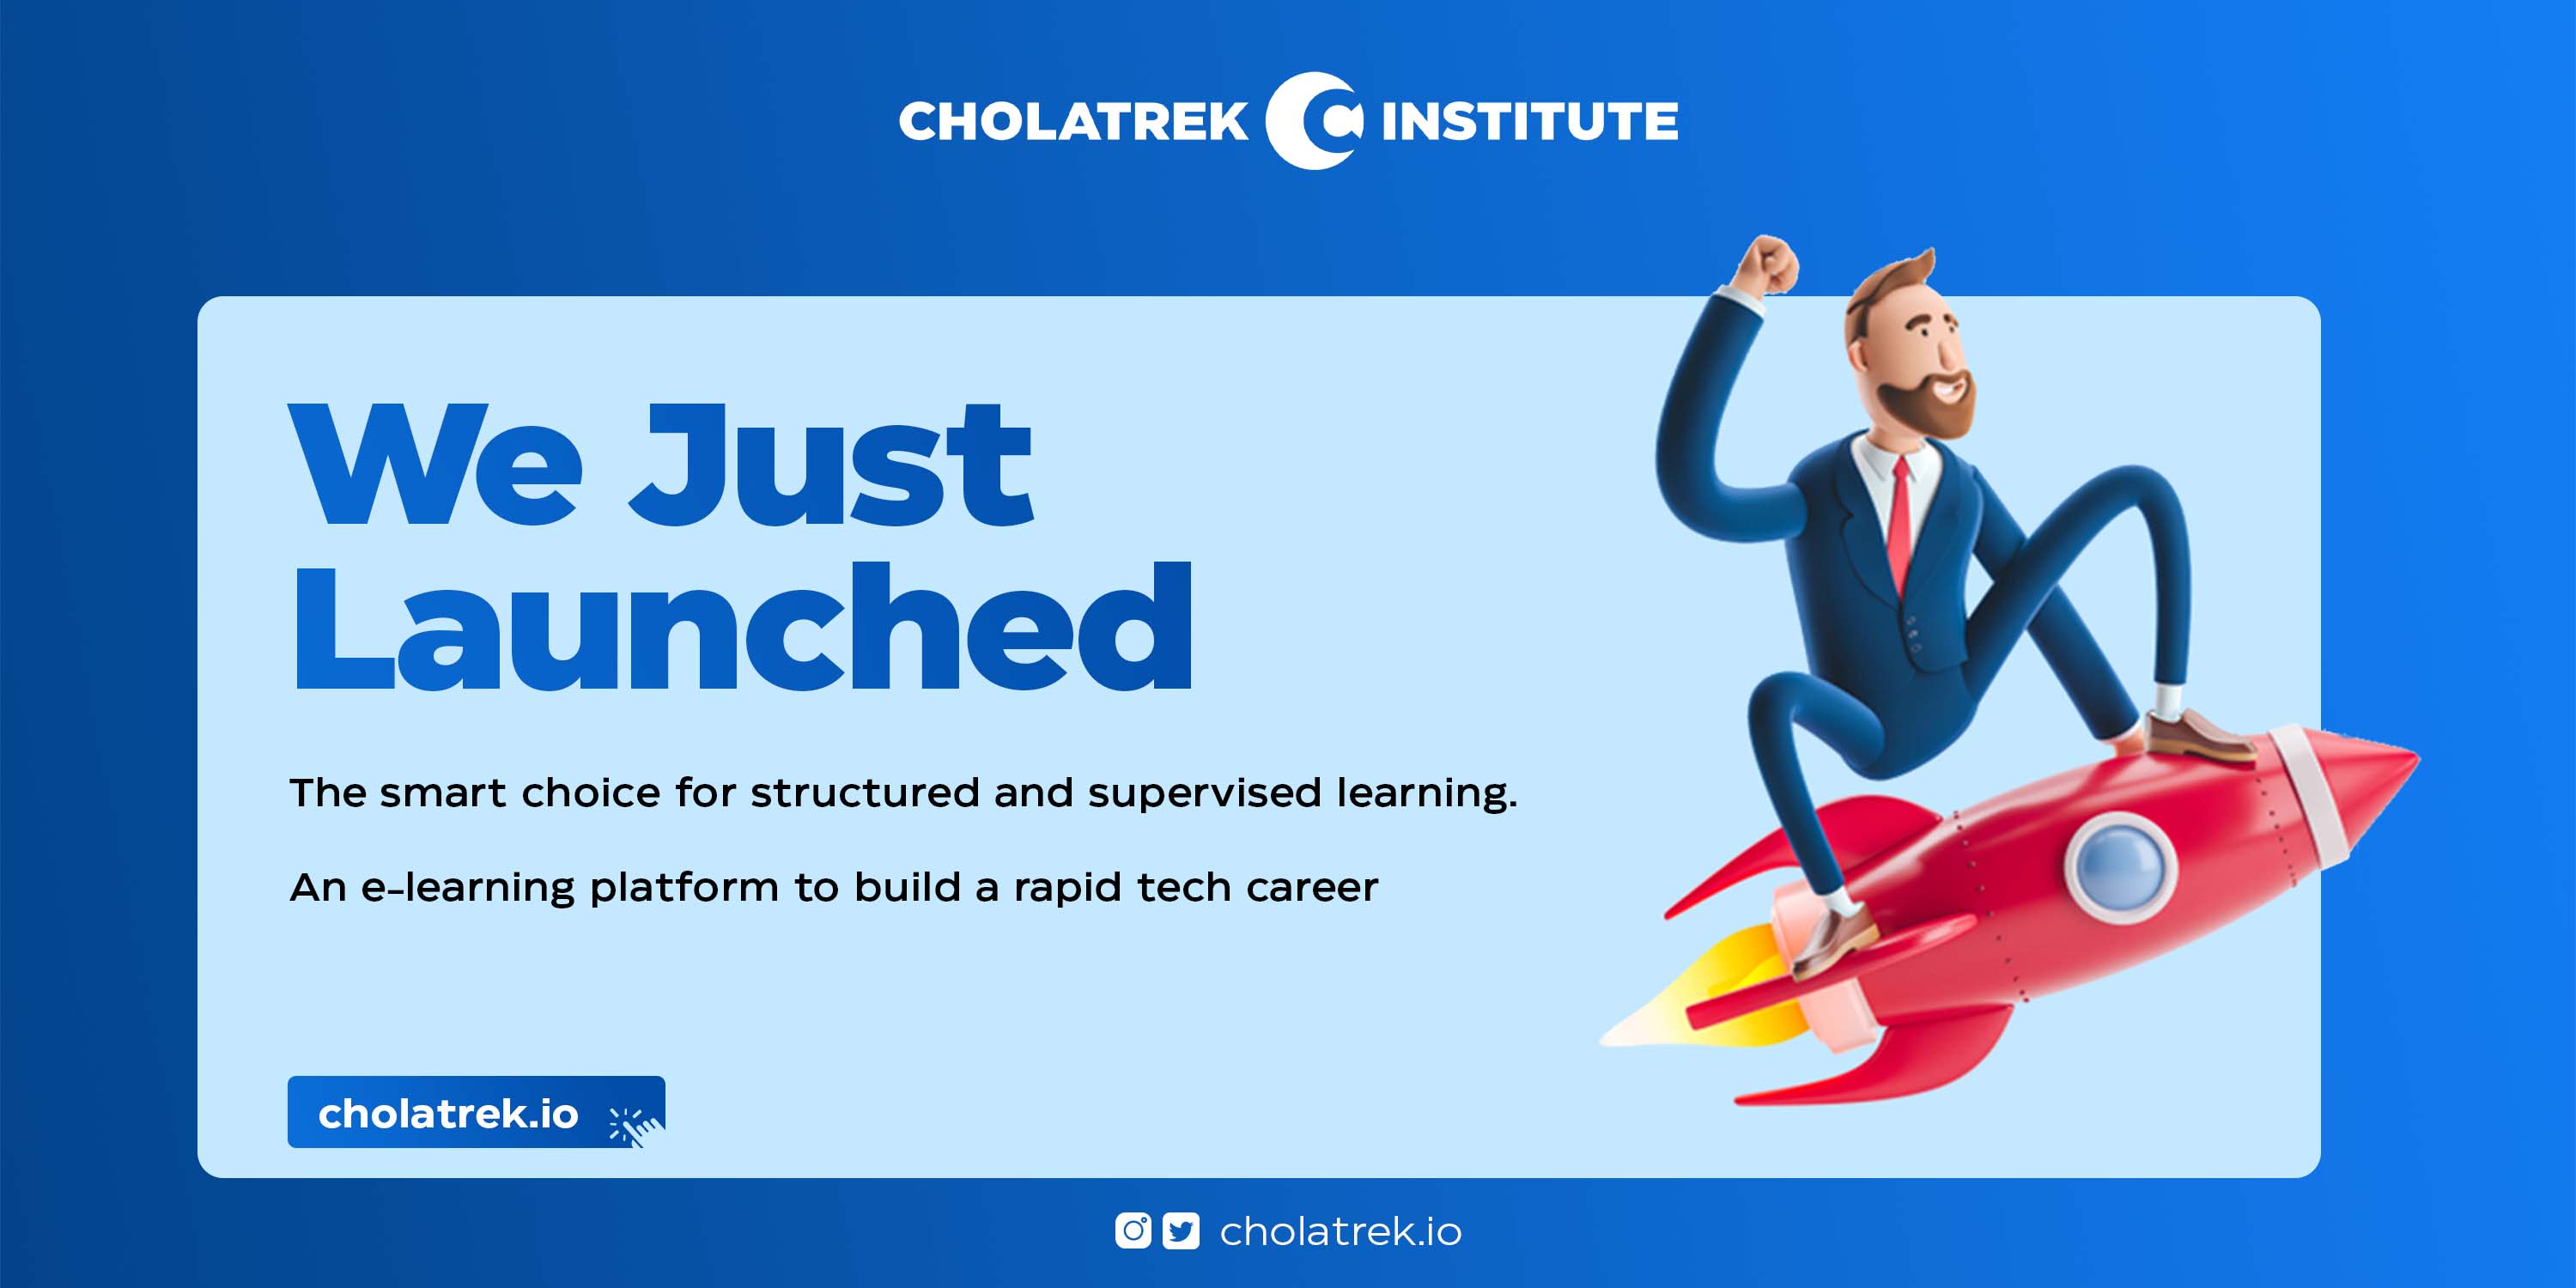 CHOLATREK C INSTITUTE
We Just
Launched
The smart choice for structured and supervised learning.
An e-learning platform to build a rapid tech career
cholatrek.io
cholatrek.io